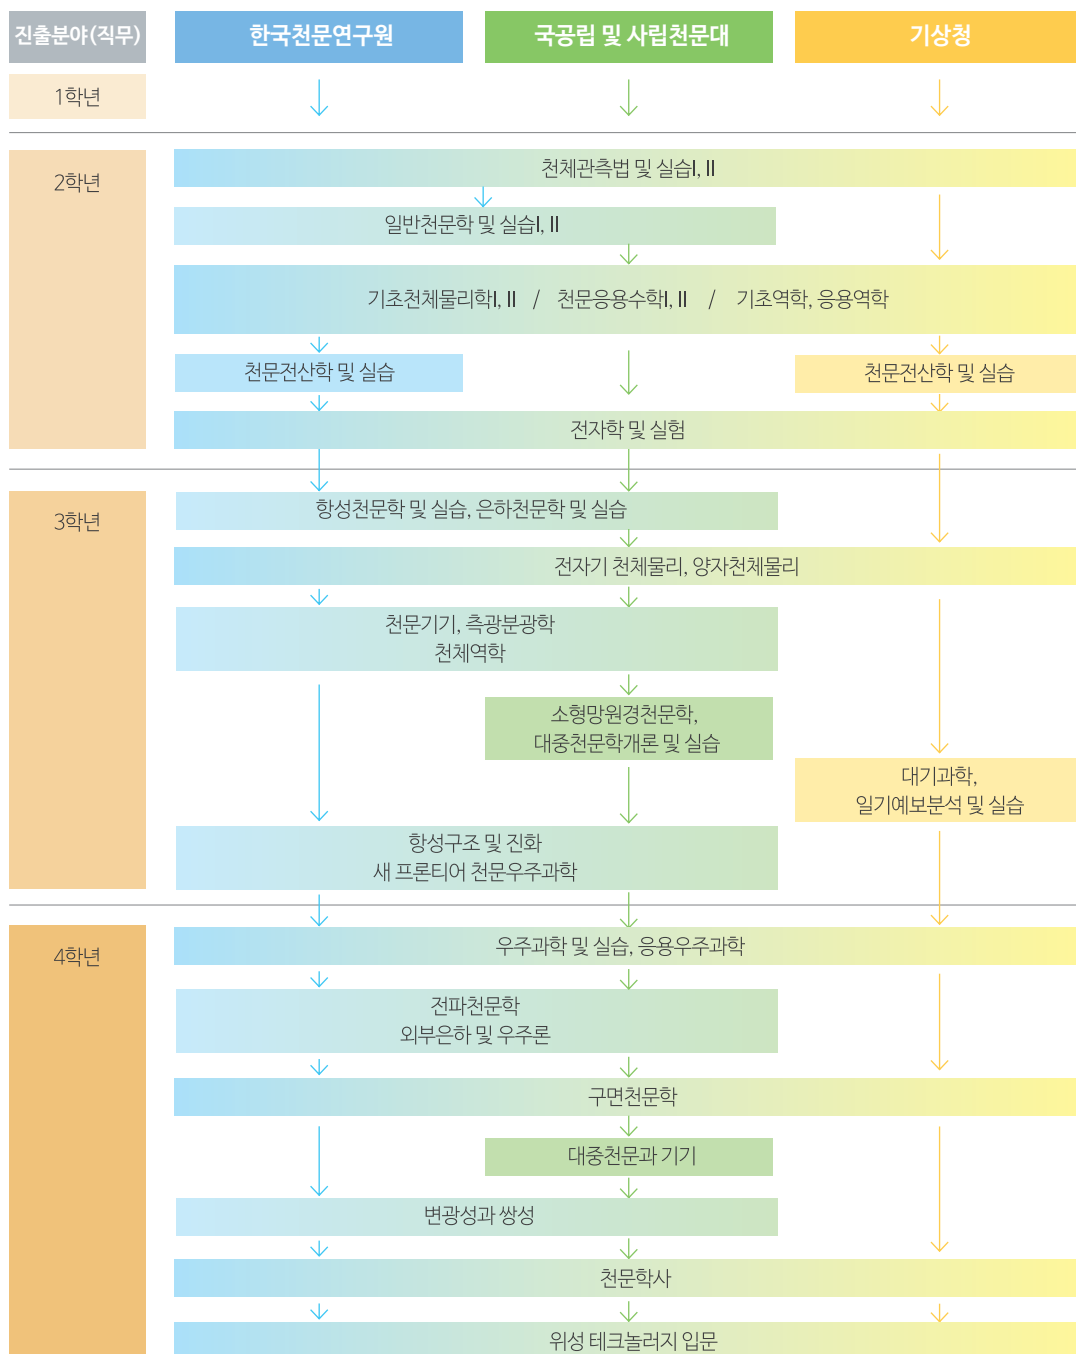 진출분야(직무)
한국천문연구원
국공립 및 사립천문대
기상청
1학년
2학년
천체관측법 및 실습I, II
일반천문학 및 실습I, II
기초천체물리학I, II / 천문응용수학I, II / 기초역학, 응용역학
천문전산학 및 실습
천문전산학 및 실습
전자학 및 실험
3학년
항성천문학 및 실습, 은하천문학 및 실습
전자기 천체물리, 양자천체물리
천문기기, 측광분광학
천체역학
소형망원경천문학,
대중천문학개론 및 실습
대기과학,
일기예보분석 및 실습
항성구조 및 진화
새 프론티어 천문우주과학
4학년
우주과학 및 실습, 응용우주과학
전파천문학
외부은하 및 우주론
구면천문학
대중천문과 기기
변광성과 쌍성
천문학사
위성 테크놀러지 입문